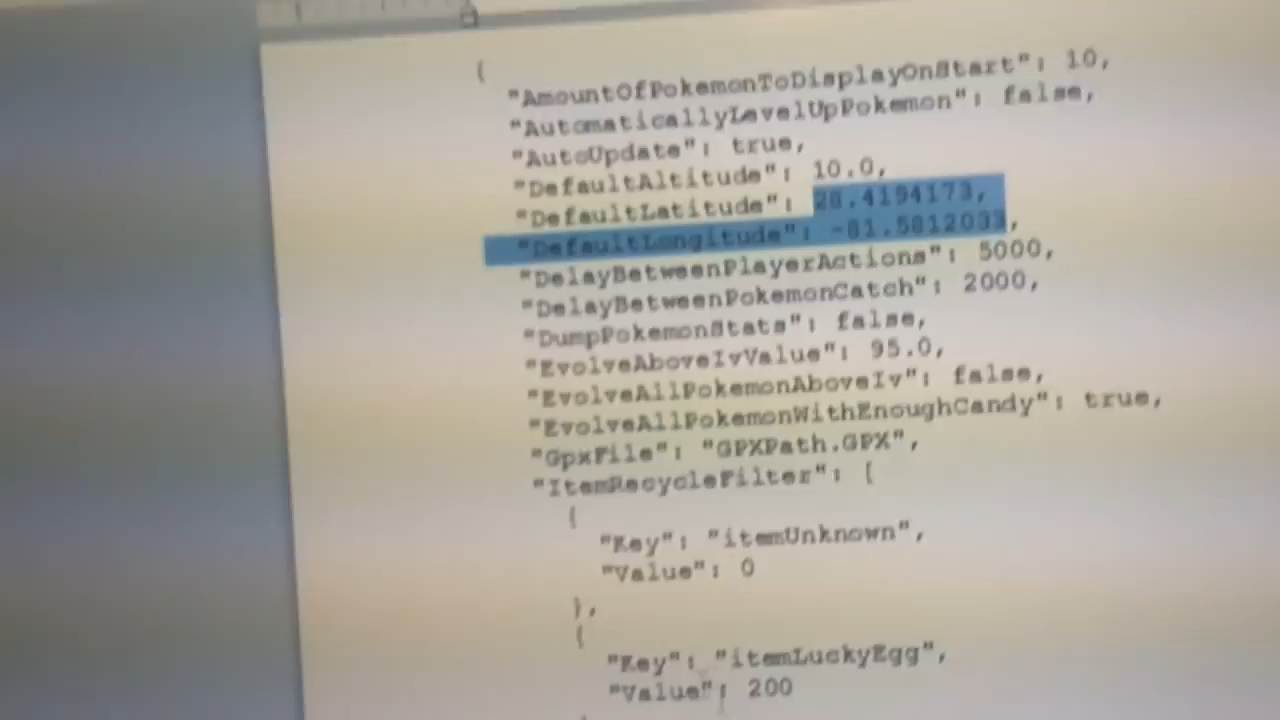 {
"AmountOfPokemonToDisplayOnStart": 10,
"AutomaticallyLevelUpPokemon": false,
"AutoUpdate": true,
"DefaultAltitude": 10.0,
"DefaultLatitude": 28.4194173,
"DefaultLongitude": -81.5812033,
"DelayBetweenPlayerActions": 5000,
"DelayBetweenPokemonCatch": 2000,
"DumpPokemonStats": false,
"EvolveAboveIvValue": 95.0,
"EvolveAllPokemonAboveIv": false,
"EvolveAllPokemonWithEnoughCandy": true,
"GpxFile": "GPXPath.GPX",
"ItemRecycleFilter": [
{
"Key": "itemUnknown",
"Value": 0
},
{
"Key": "itemLuckyEgg",
"Value": 200